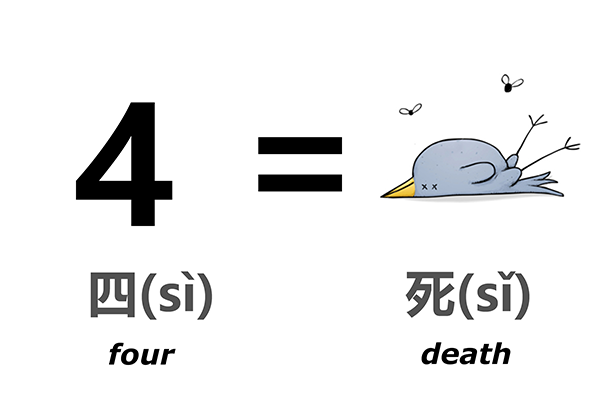 4 =
四(sì) 死(sǐ)
four death